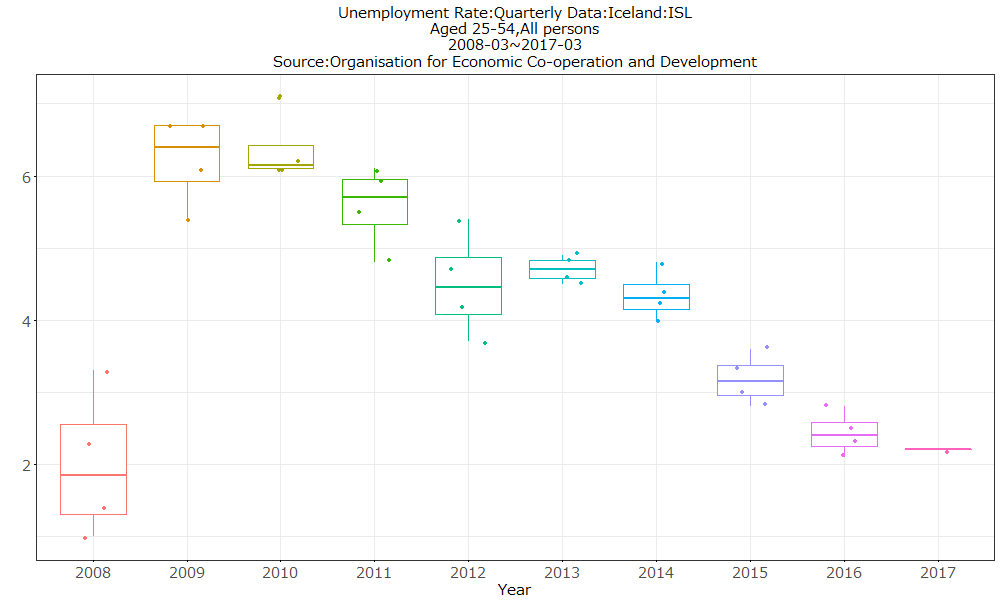 Unemployment Rate:Quarterly Data:Iceland:ISL
Aged 25-54,All persons
2008-03~2017-03
Source:Organisation for Economic Co-operation and Development
6
4
2
2008 2009 2010 2011 2012 2013 2014 2015 2016 2017
Year